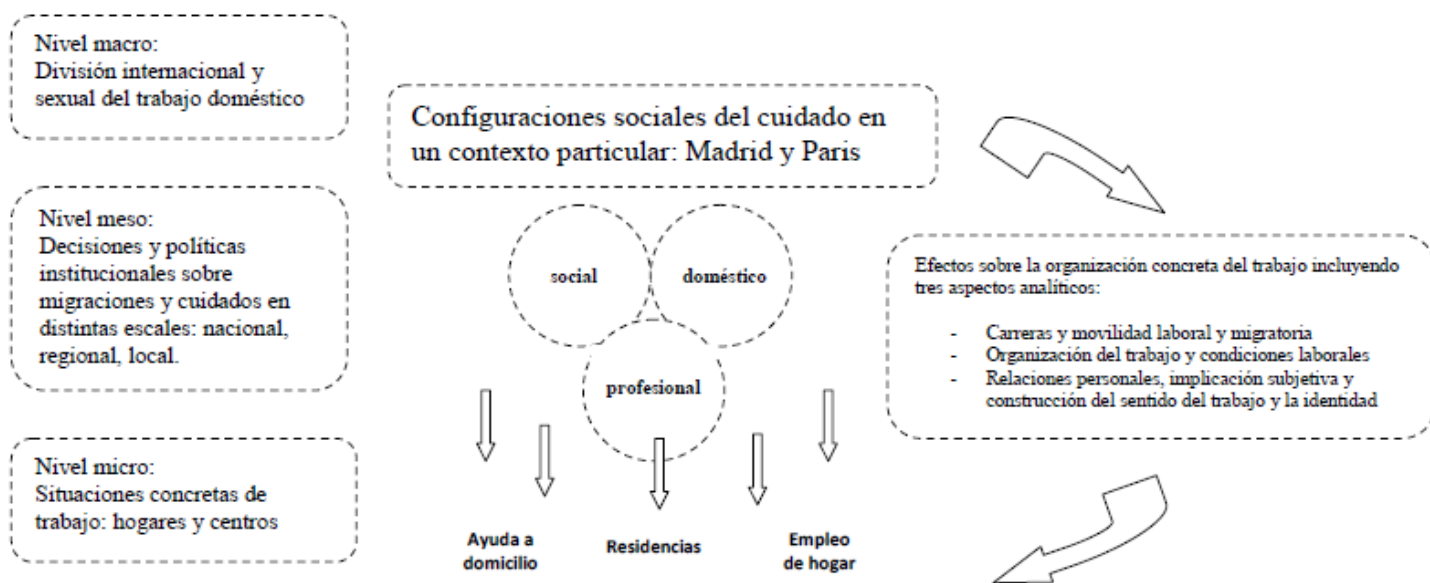 Nivel macro:
División internacional y
sexual del trabajo doméstico
Configuraciones sociales del cuidado en
un contexto particular: Madrid y Paris
Nivel meso:
Decisiones y políticas
institucionales sobre
migraciones y cuidados en
distintas escales: nacional,
regional, local.
social
doméstico
profesional
Efectos sobre la organización concreta del trabajo incluyendo
tres aspectos analíticos:
- Carreras y movilidad laboral y migratoria
- Organización del trabajo y condiciones laborales
- Relaciones personales, implicación subjetiva y
construcción del sentido del trabajo y la identidad
Nivel micro:
Situaciones concretas de
trabajo: hogares y centros
Ayuda a
domicilio
Residencias
Empleo
de hogar